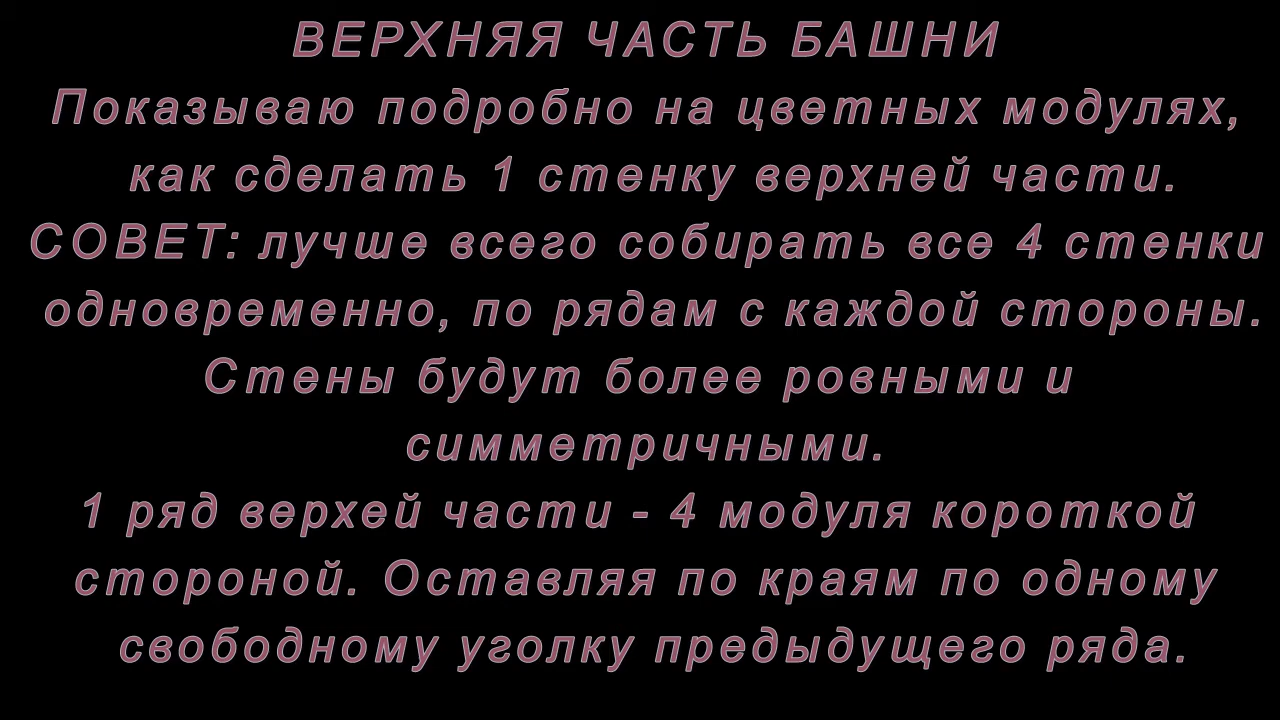 ВЕРХНЯЯ ЧАСТЬ БАШНИ
Показываю подробно на цветных модулях,
как сделать 1 стенку верхней части.
СОВЕТ: лучше всего собирать все 4 стенки
одновременно, по рядам с каждой стороны.
Стены будут более ровными и
симметричными.
1 ряд верхей части - 4 модуля короткой
стороной. Оставляя по краям по одному
свободному уголку предыдущего ряда.